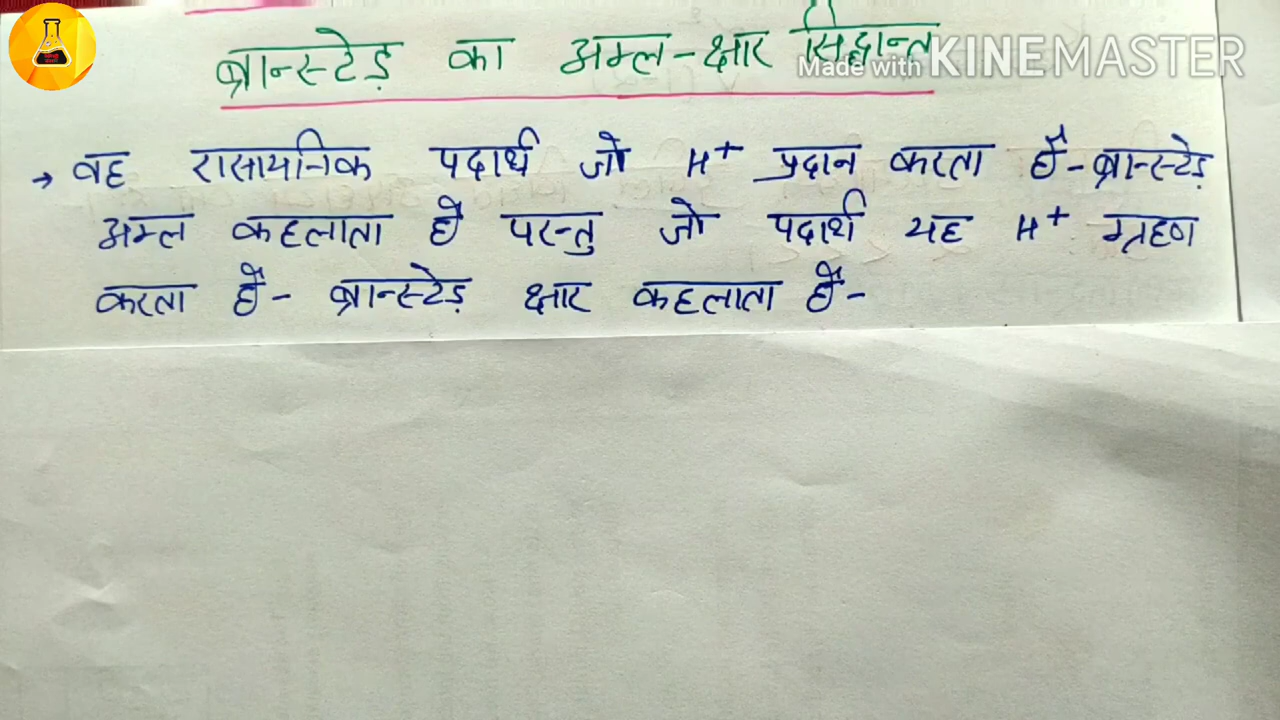 ब्रान्स्टेड़ का अम्ल-क्षार सिद्धान्त
Made with KINEMASTER
→ वह रासायनिक पदार्थ जो H+ प्रदान करता है - ब्रान्स्टेड़
अम्ल कहलाता है परन्तु जो पदार्थ यह H+ ग्रहण
करता है - ब्रान्स्टेड़ क्षार कहलाता है -